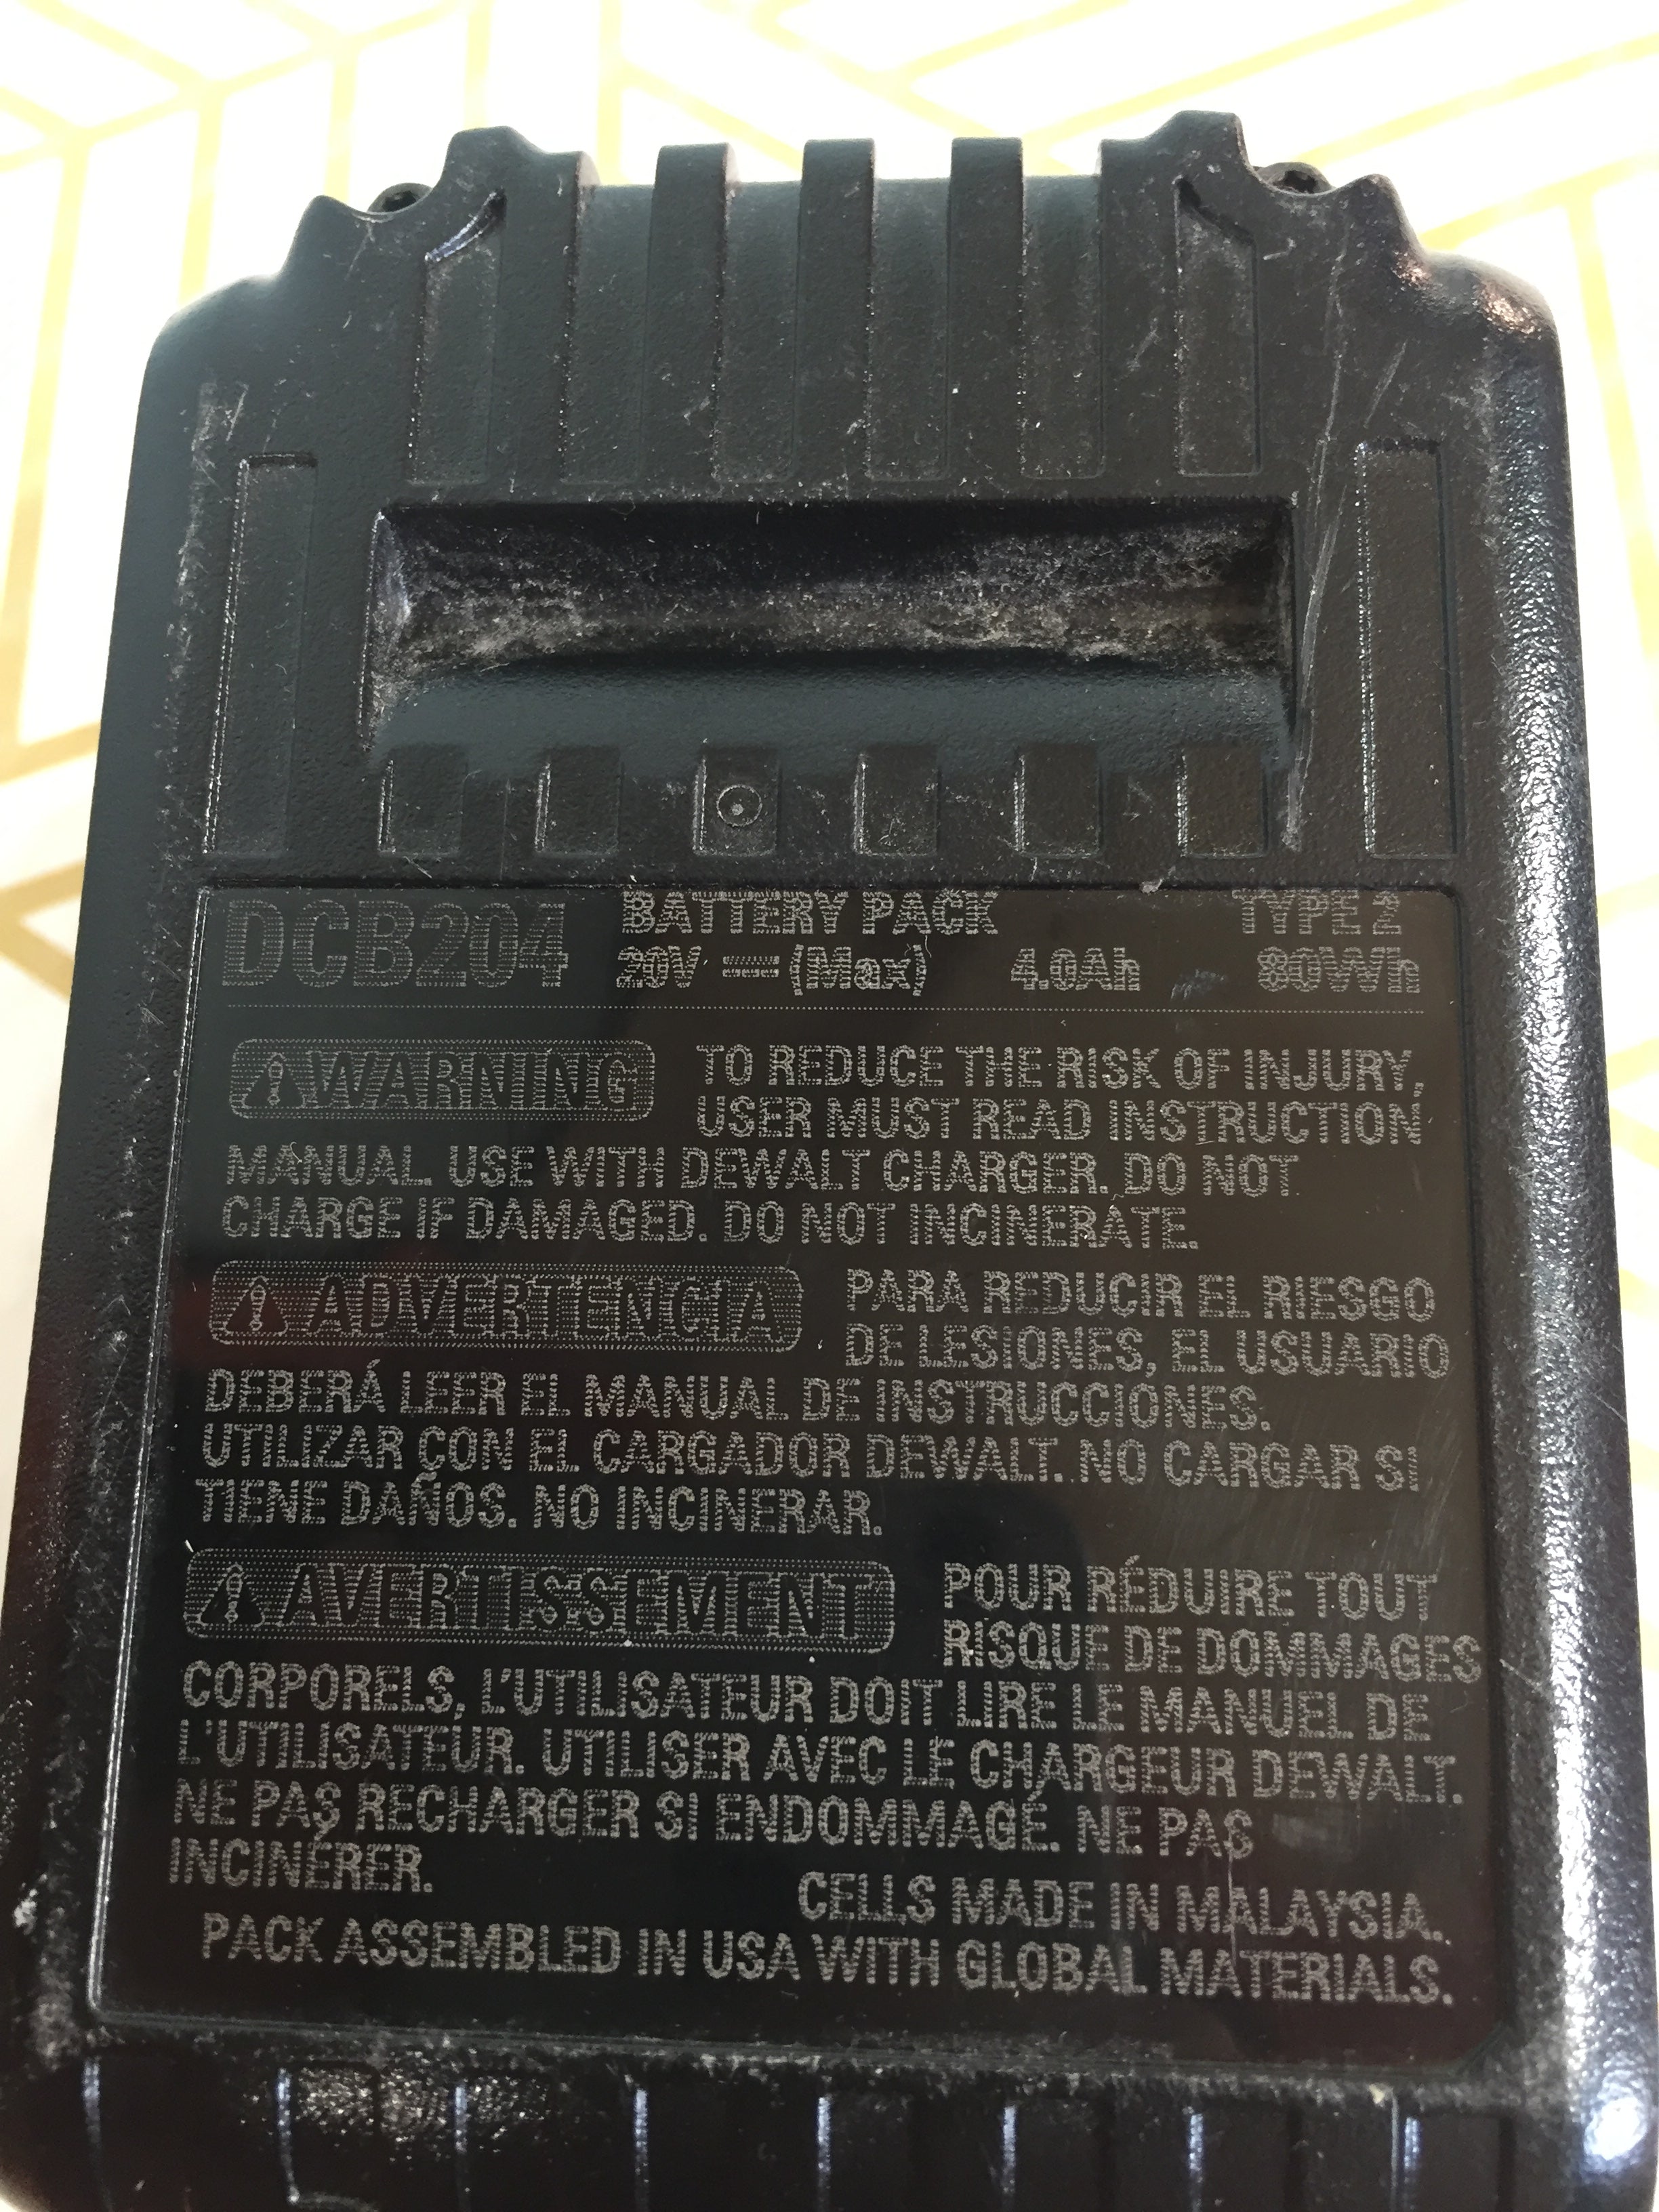 DCB204 BATTERY PACK TYPE 2
20V ⎓ (Max) 4.0Ah 80Wh
⚠ WARNING TO REDUCE THE RISK OF INJURY,
USER MUST READ INSTRUCTION
MANUAL. USE WITH DEWALT CHARGER. DO NOT
CHARGE IF DAMAGED. DO NOT INCINERATE.
⚠ ADVERTENCIA PARA REDUCIR EL RIESGO
DE LESIONES, EL USUARIO
DEBERÁ LEER EL MANUAL DE INSTRUCCIONES.
UTILIZAR CON EL CARGADOR DEWALT. NO CARGAR SI
TIENE DAÑOS. NO INCINERAR.
⚠ AVERTISSEMENT POUR RÉDUIRE TOUT
RISQUE DE DOMMAGES
CORPORELS, L'UTILISATEUR DOIT LIRE LE MANUEL DE
L'UTILISATEUR. UTILISER AVEC LE CHARGEUR DEWALT.
NE PAS RECHARGER SI ENDOMMAGÉ. NE PAS
INCINÉRER.
CELLS MADE IN MALAYSIA.
PACK ASSEMBLED IN USA WITH GLOBAL MATERIALS.